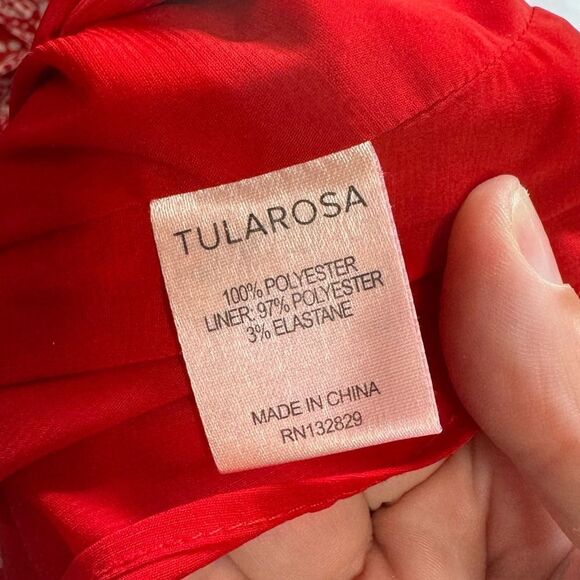 TULAROSA
100% POLYESTER
LINER: 97% POLYESTER
3% ELASTANE
MADE IN CHINA
RN132829